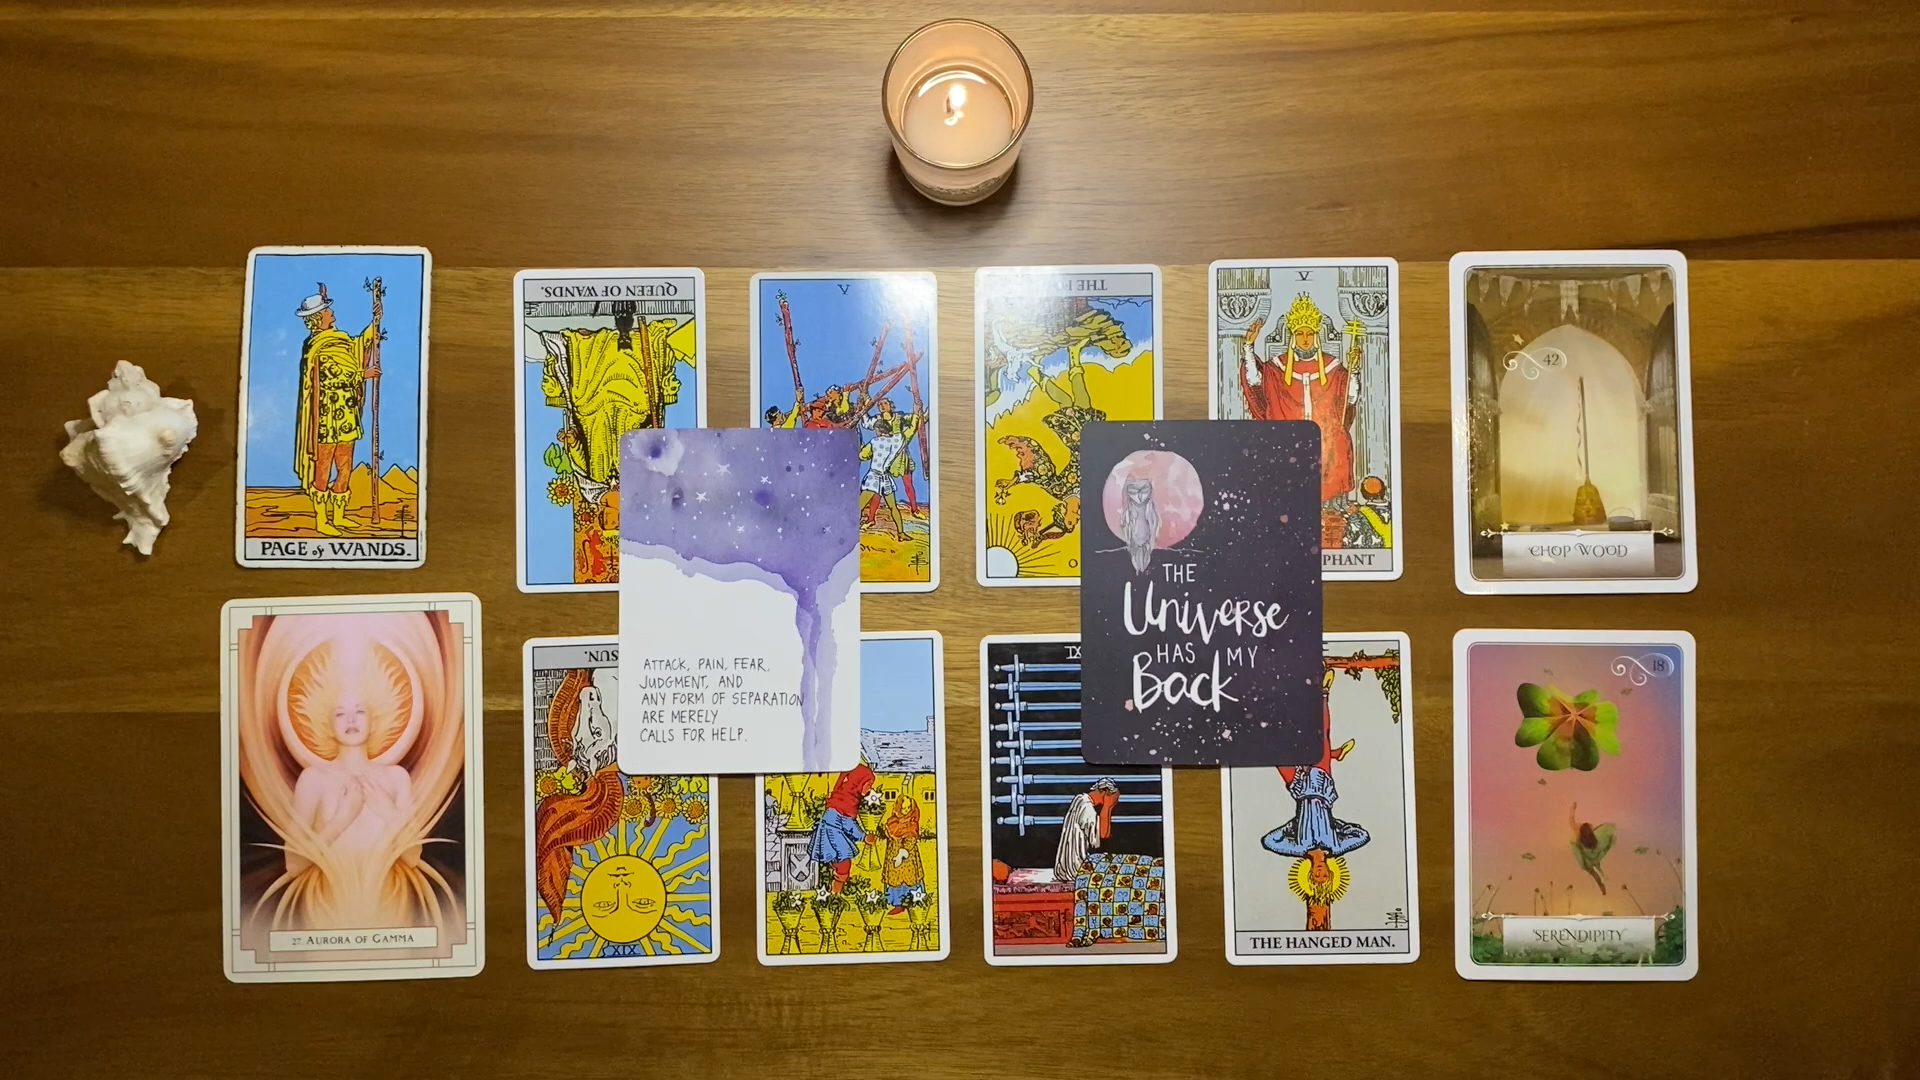 PAGE of WANDS.
QUEEN OF WANDS.
V
THE
V
PHANT
42
CHOP WOOD
27 AURORA OF GAMMA
SUN.
XIX
ATTACK, PAIN, FEAR,
JUDGMENT, AND
ANY FORM OF SEPARATION
ARE MERELY
CALLS FOR HELP.
IX
THE
Universe
HAS MY
Back
THE HANGED MAN.
18
SERENDIPITY